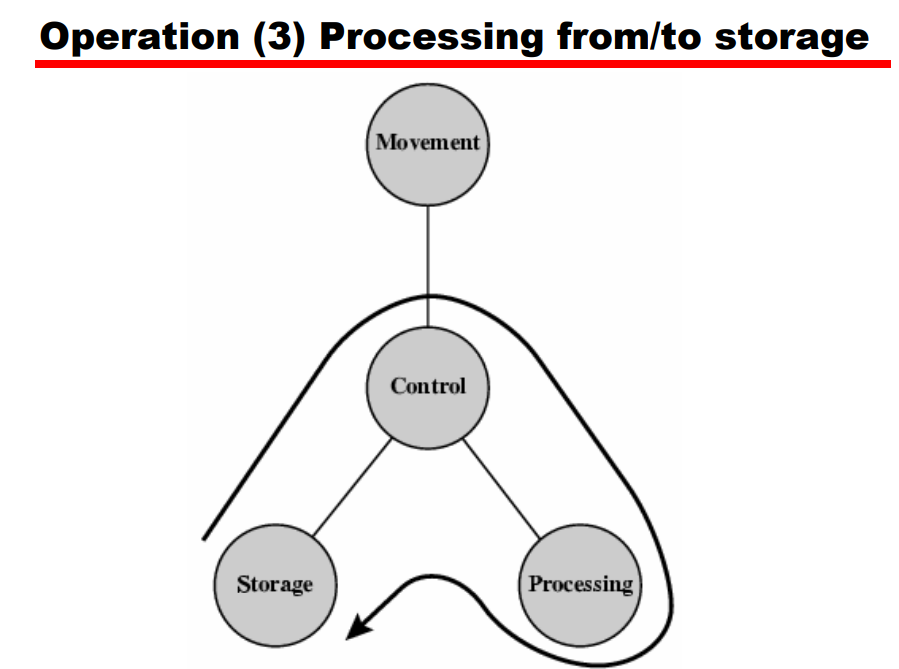 Operation (3) Processing from/to storage
Movement
Control
Storage
Processing